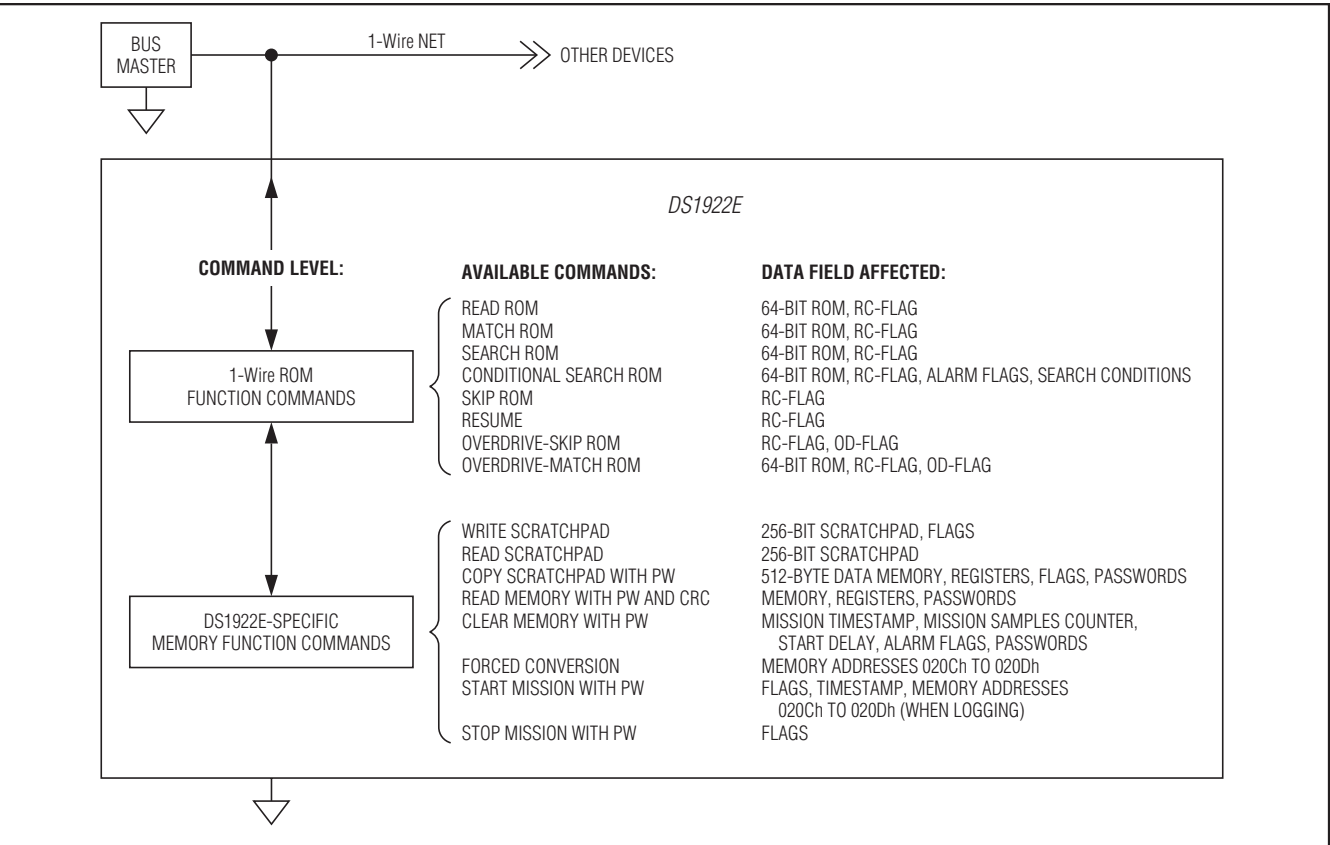 BUS
MASTER
1-Wire NET
OTHER DEVICES
DS1922E
COMMAND LEVEL:
AVAILABLE COMMANDS:
DATA FIELD AFFECTED:
1-Wire ROM
FUNCTION COMMANDS
READ ROM 64-BIT ROM, RC-FLAG
MATCH ROM 64-BIT ROM, RC-FLAG
SEARCH ROM 64-BIT ROM, RC-FLAG
CONDITIONAL SEARCH ROM 64-BIT ROM, RC-FLAG, ALARM FLAGS, SEARCH CONDITIONS
SKIP ROM RC-FLAG
RESUME RC-FLAG
OVERDRIVE-SKIP ROM RC-FLAG, OD-FLAG
OVERDRIVE-MATCH ROM 64-BIT ROM, RC-FLAG, OD-FLAG
DS1922E-SPECIFIC
MEMORY FUNCTION COMMANDS
WRITE SCRATCHPAD 256-BIT SCRATCHPAD, FLAGS
READ SCRATCHPAD 256-BIT SCRATCHPAD
COPY SCRATCHPAD WITH PW 512-BYTE DATA MEMORY, REGISTERS, FLAGS, PASSWORDS
READ MEMORY WITH PW AND CRC MEMORY, REGISTERS, PASSWORDS
CLEAR MEMORY WITH PW MISSION TIMESTAMP, MISSION SAMPLES COUNTER,
START DELAY, ALARM FLAGS, PASSWORDS
FORCED CONVERSION MEMORY ADDRESSES 020Ch TO 020Dh
START MISSION WITH PW FLAGS, TIMESTAMP, MEMORY ADDRESSES
020Ch TO 020Dh (WHEN LOGGING)
STOP MISSION WITH PW FLAGS